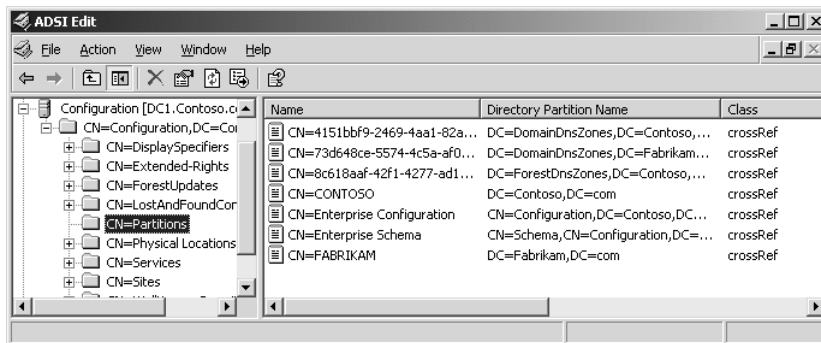 ADSI Edit
File Action View Window Help
Configuration [DC1.Contoso.c
CN=Configuration,DC=Co
CN=DisplaySpecifiers
CN=Extended-Rights
CN=ForestUpdates
CN=LostAndFoundCor
CN=Partitions
CN=Physical Locations
CN=Services
CN=Sites
Name Directory Partition Name Class
CN=4151bbf9-2469-4aa1-82a... DC=DomainDnsZones,DC=Contoso,... crossRef
CN=73d648ce-5574-4c5a-af0... DC=DomainDnsZones,DC=Fabrikam... crossRef
CN=8c618aaf-42f1-4277-ad1... DC=ForestDnsZones,DC=Contoso,... crossRef
CN=CONTOSO DC=Contoso,DC=com crossRef
CN=Enterprise Configuration CN=Configuration,DC=Contoso,DC... crossRef
CN=Enterprise Schema CN=Schema,CN=Configuration,DC=... crossRef
CN=FABRIKAM DC=Fabrikam,DC=com crossRef